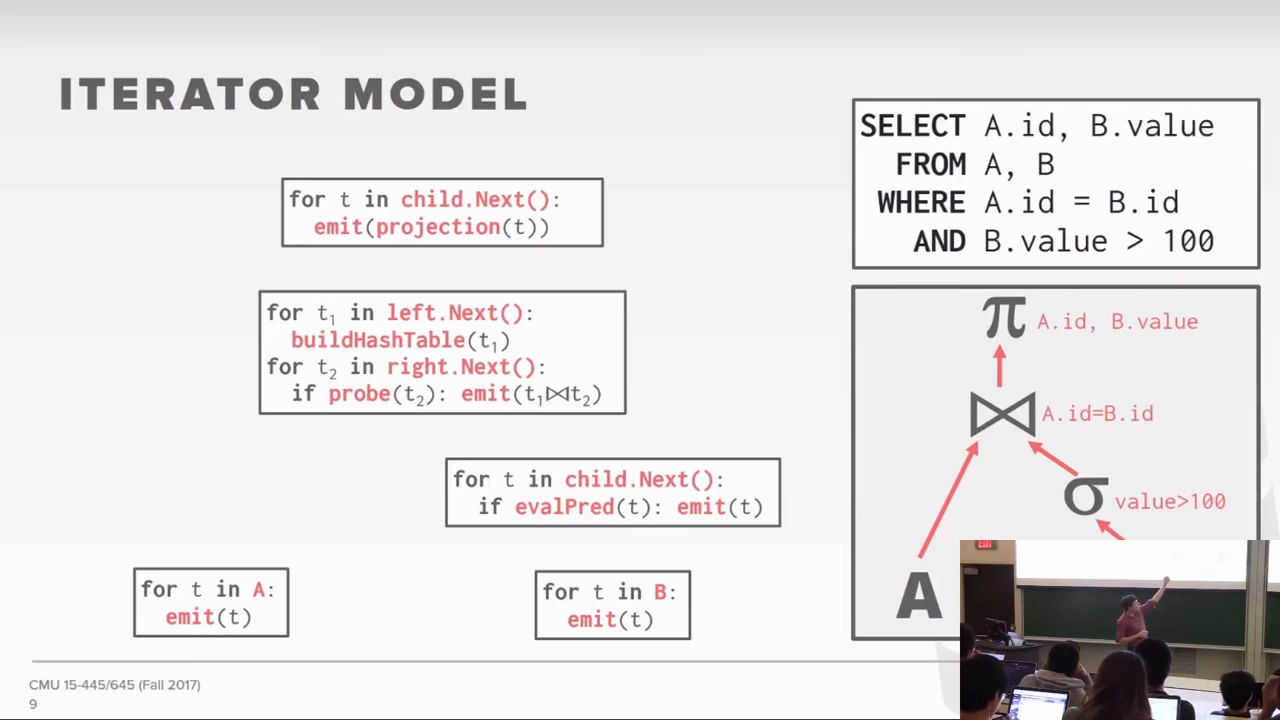 ITERATOR MODEL
for t in child.Next():
emit(projection(t))
for t₁ in left.Next():
buildHashTable(t₁)
for t₂ in right.Next():
if probe(t₂): emit(t₁⋈t₂)
for t in child.Next():
if evalPred(t): emit(t)
for t in A:
emit(t)
for t in B:
emit(t)
SELECT A.id, B.value
FROM A, B
WHERE A.id = B.id
AND B.value > 100
π A.id, B.value
⋈ A.id=B.id
σ value>100
A
EXIT
CMU 15-445/645 (Fall 2017)
9